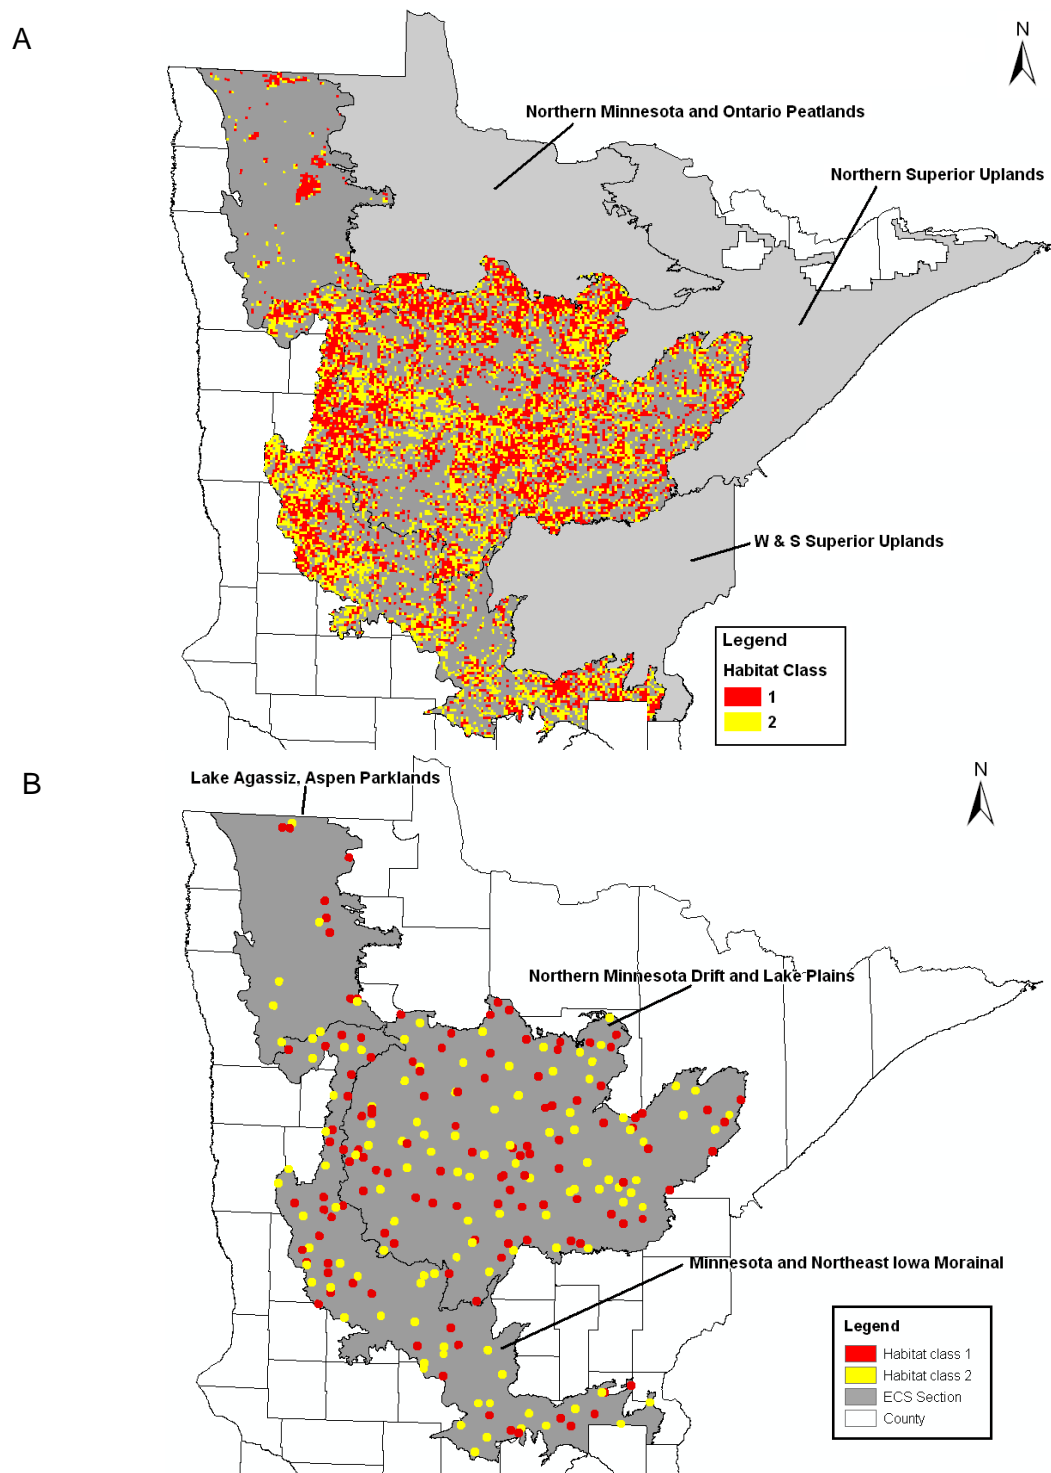 A
N
Northern Minnesota and Ontario Peatlands
Northern Superior Uplands
W & S Superior Uplands
Legend
Habitat Class
1
2
B
Lake Agassiz, Aspen Parklands
N
Northern Minnesota Drift and Lake Plains
Minnesota and Northeast Iowa Morainal
Legend
Habitat class 1
Habitat class 2
ECS Section
County